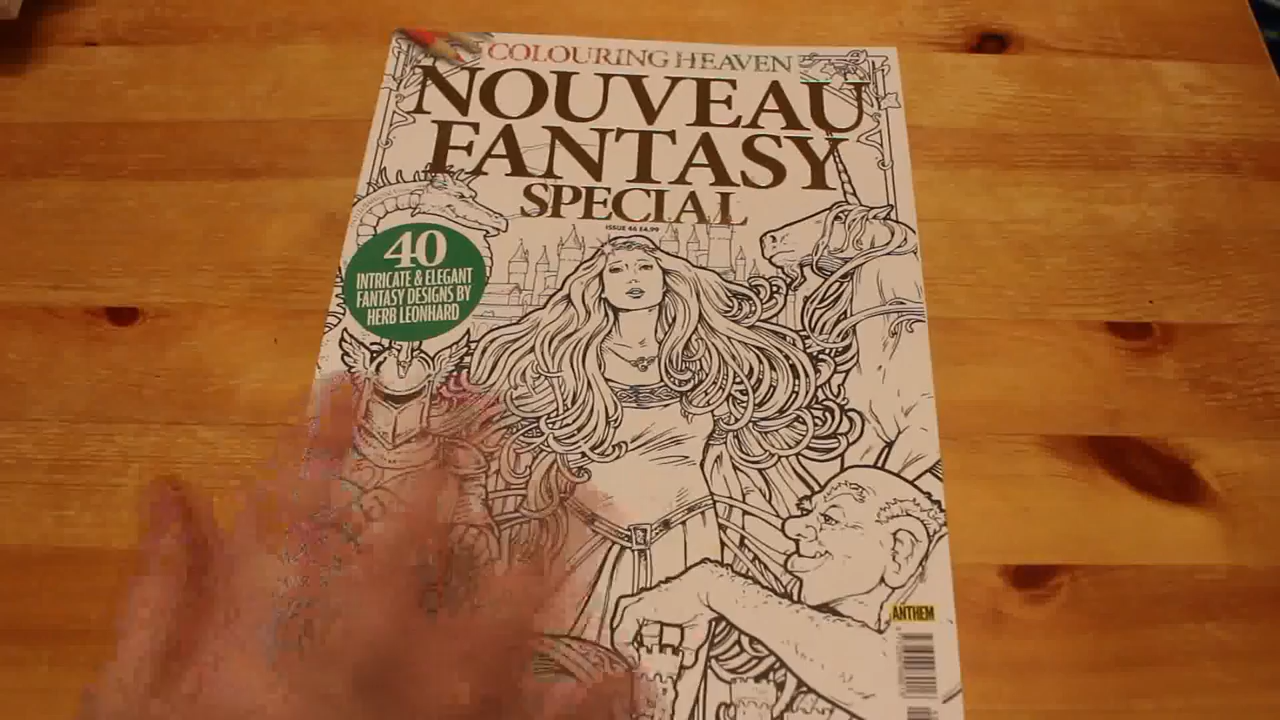 COLOURING HEAVEN
NOUVEAU
FANTASY
SPECIAL
ISSUE 46 £4.99
40
INTRICATE & ELEGANT
FANTASY DESIGNS BY
HERB LEONHARD
ANTHEM